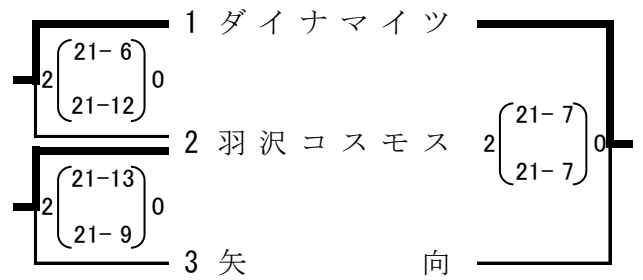 1 ダイナマイツ
2 (21- 6 21-12) 0
2 羽沢コスモス
2 (21- 7 21- 7) 0
2 (21-13 21- 9) 0
3 矢向